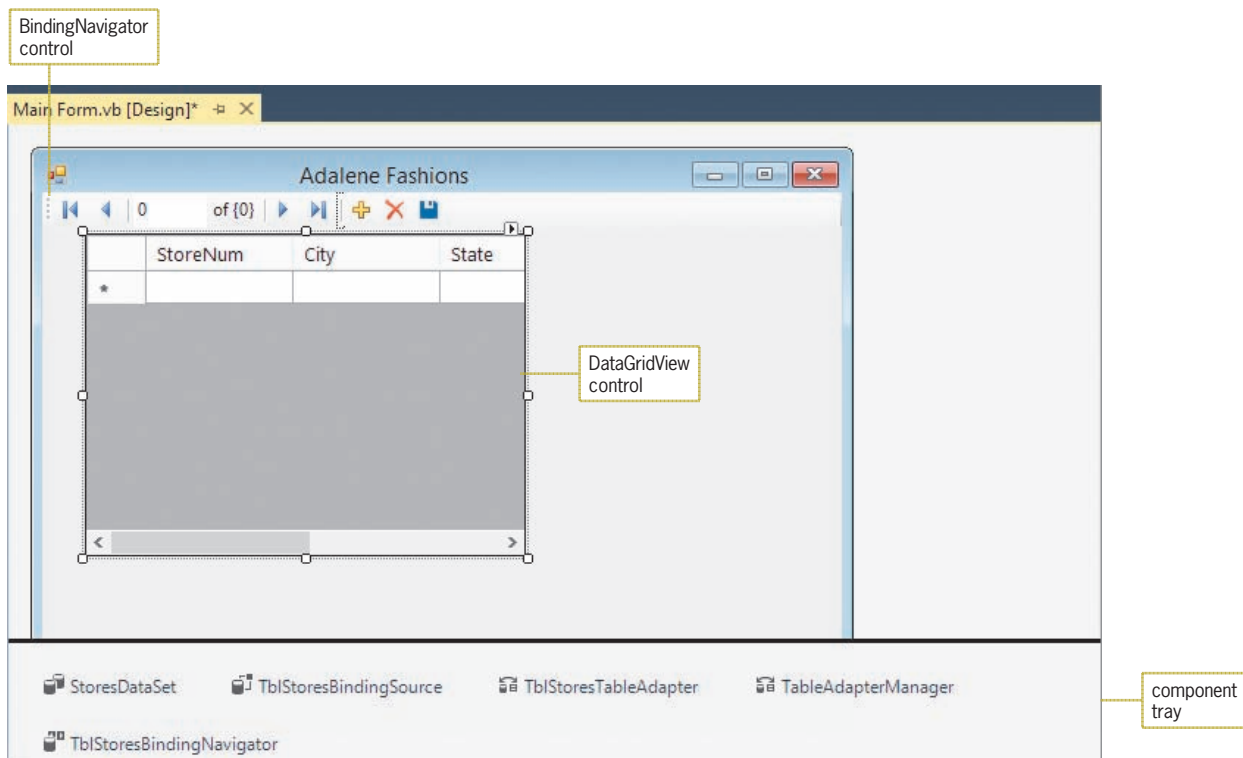 BindingNavigator
control
Main Form.vb [Design]*
Adalene Fashions
0 of {0}
StoreNum City State
*
DataGridView
control
StoresDataSet TblStoresBindingSource TblStoresTableAdapter TableAdapterManager
component
tray
TblStoresBindingNavigator